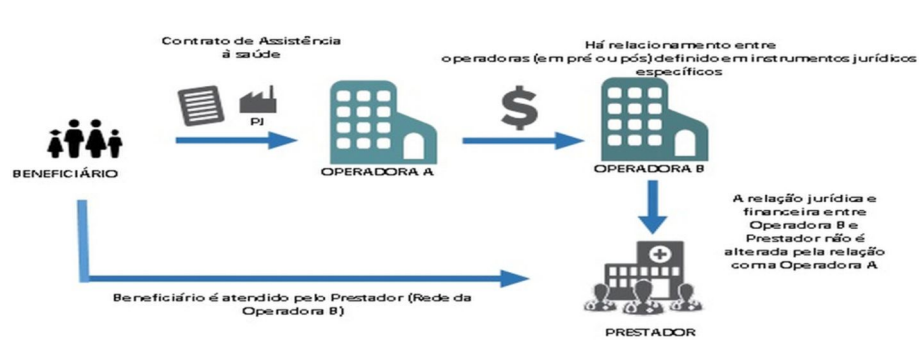 Contrato de Assistência
à saúde
PJ
BENEFICIÁRIO
OPERADORA A
$
Há relacionamento entre
operadoras (em pré ou pós) definido em instrumentos jurídicos
específicos
OPERADORA B
A relação jurídica e
financeira entre
Operadora B e
Prestador não é
alterada pela relação
com a Operadora A
Beneficiário é atendido pelo Prestador (Rede da
Operadora B)
PRESTADOR